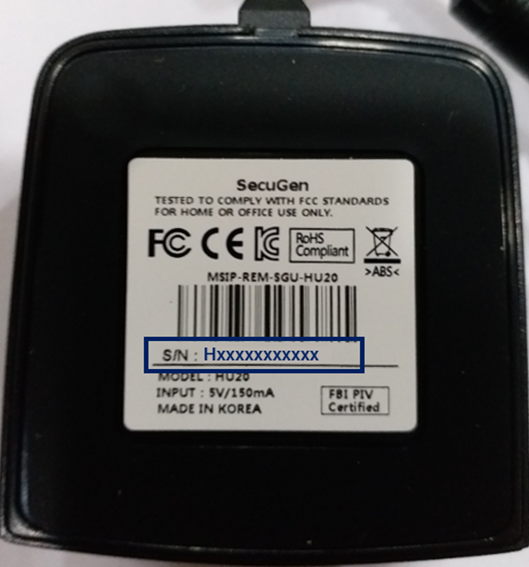 SecuGen
TESTED TO COMPLY WITH FCC STANDARDS
FOR HOME OR OFFICE USE ONLY.
FC CE RoHS
Compliant
>ABS<
MSIP-REM-SGU-HU20
S/N : Hxxxxxxxxxxx
MODEL : HU20
INPUT : 5V/150mA
MADE IN KOREA
FBI PIV
Certified